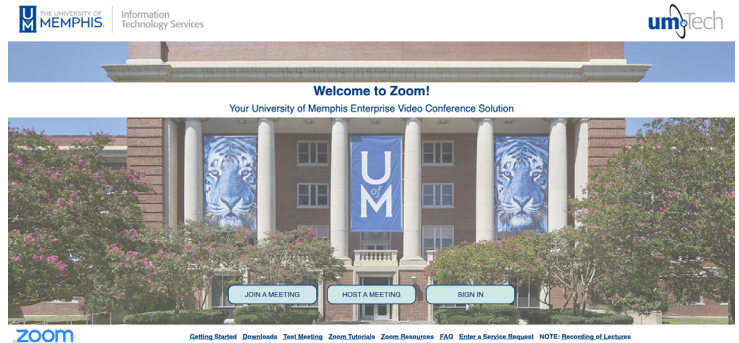 UM THE UNIVERSITY OF MEMPHIS.
Information Technology Services
umTech
Welcome to Zoom!
Your University of Memphis Enterprise Video Conference Solution
U
of
M
JOIN A MEETING HOST A MEETING SIGN IN
zoom
Getting Started Downloads Test Meeting Zoom Tutorials Zoom Resources FAQ Enter a Service Request NOTE: Recording of Lectures